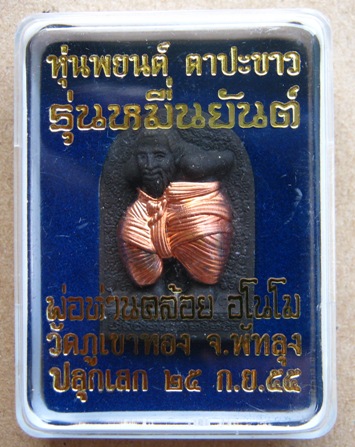 หุ่นพยนต์ ตาปะขาว
รุ่นหมื่นยันต์
พ่อท่านคล้อย อโนโม
วัดภูเขาทอง จ.พัทลุง
ปลุกเสก ๒๕ ก.ย.๕๕